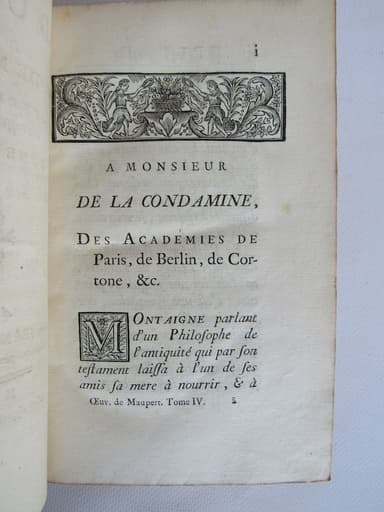 i
A MONSIEUR
DE LA CONDAMINE,
DES ACADÉMIES DE
Paris, de Berlin, de Cor-
tone, &c.
MONTAIGNE parlant
d'un Philosophe de
l'antiquité qui par son
testament laissa à l'un de ses
amis sa mere à nourrir, & à
Œuv. de Maupert. Tome IV.